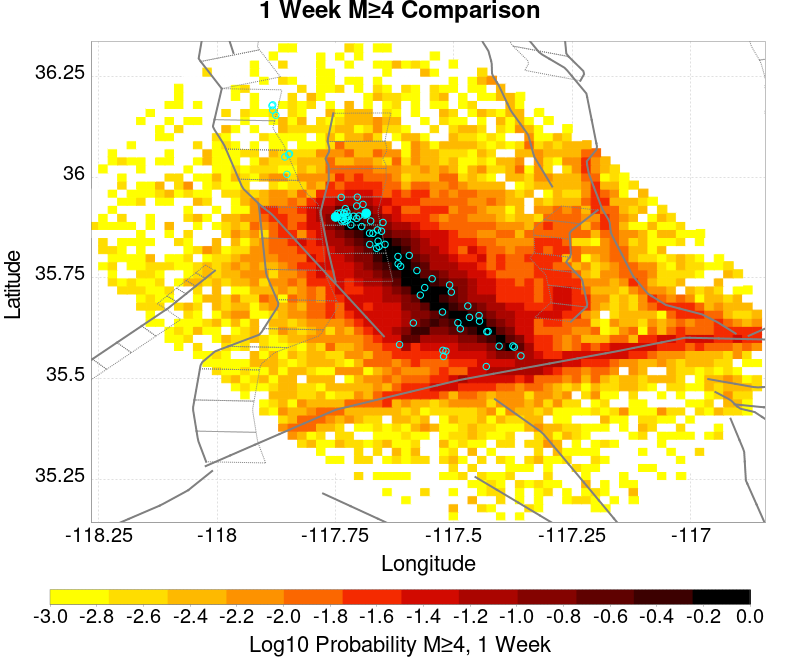 1 Week M≥4 Comparison
36.25
36
35.75
35.5
35.25
Latitude
-118.25 -118 -117.75 -117.5 -117.25 -117
Longitude
-3.0 -2.8 -2.6 -2.4 -2.2 -2.0 -1.8 -1.6 -1.4 -1.2 -1.0 -0.8 -0.6 -0.4 -0.2 0.0
Log10 Probability M≥4, 1 Week